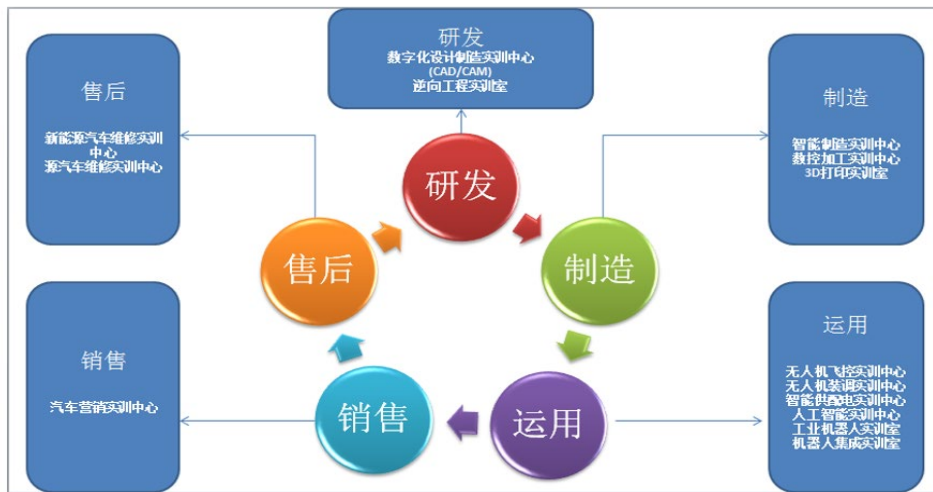 研发
数字化设计制造实训中心
(CAD/CAM)
逆向工程实训室
售后
新能源汽车维修实训
中心
源汽车维修实训中心
制造
智能制造实训中心
数控加工实训中心
3D打印实训室
研发
售后
制造
销售
运用
销售
汽车营销实训中心
运用
无人机飞控实训中心
无人机装调实训中心
智能供配电实训中心
人工智能实训中心
工业机器人实训室
机器人集成实训室